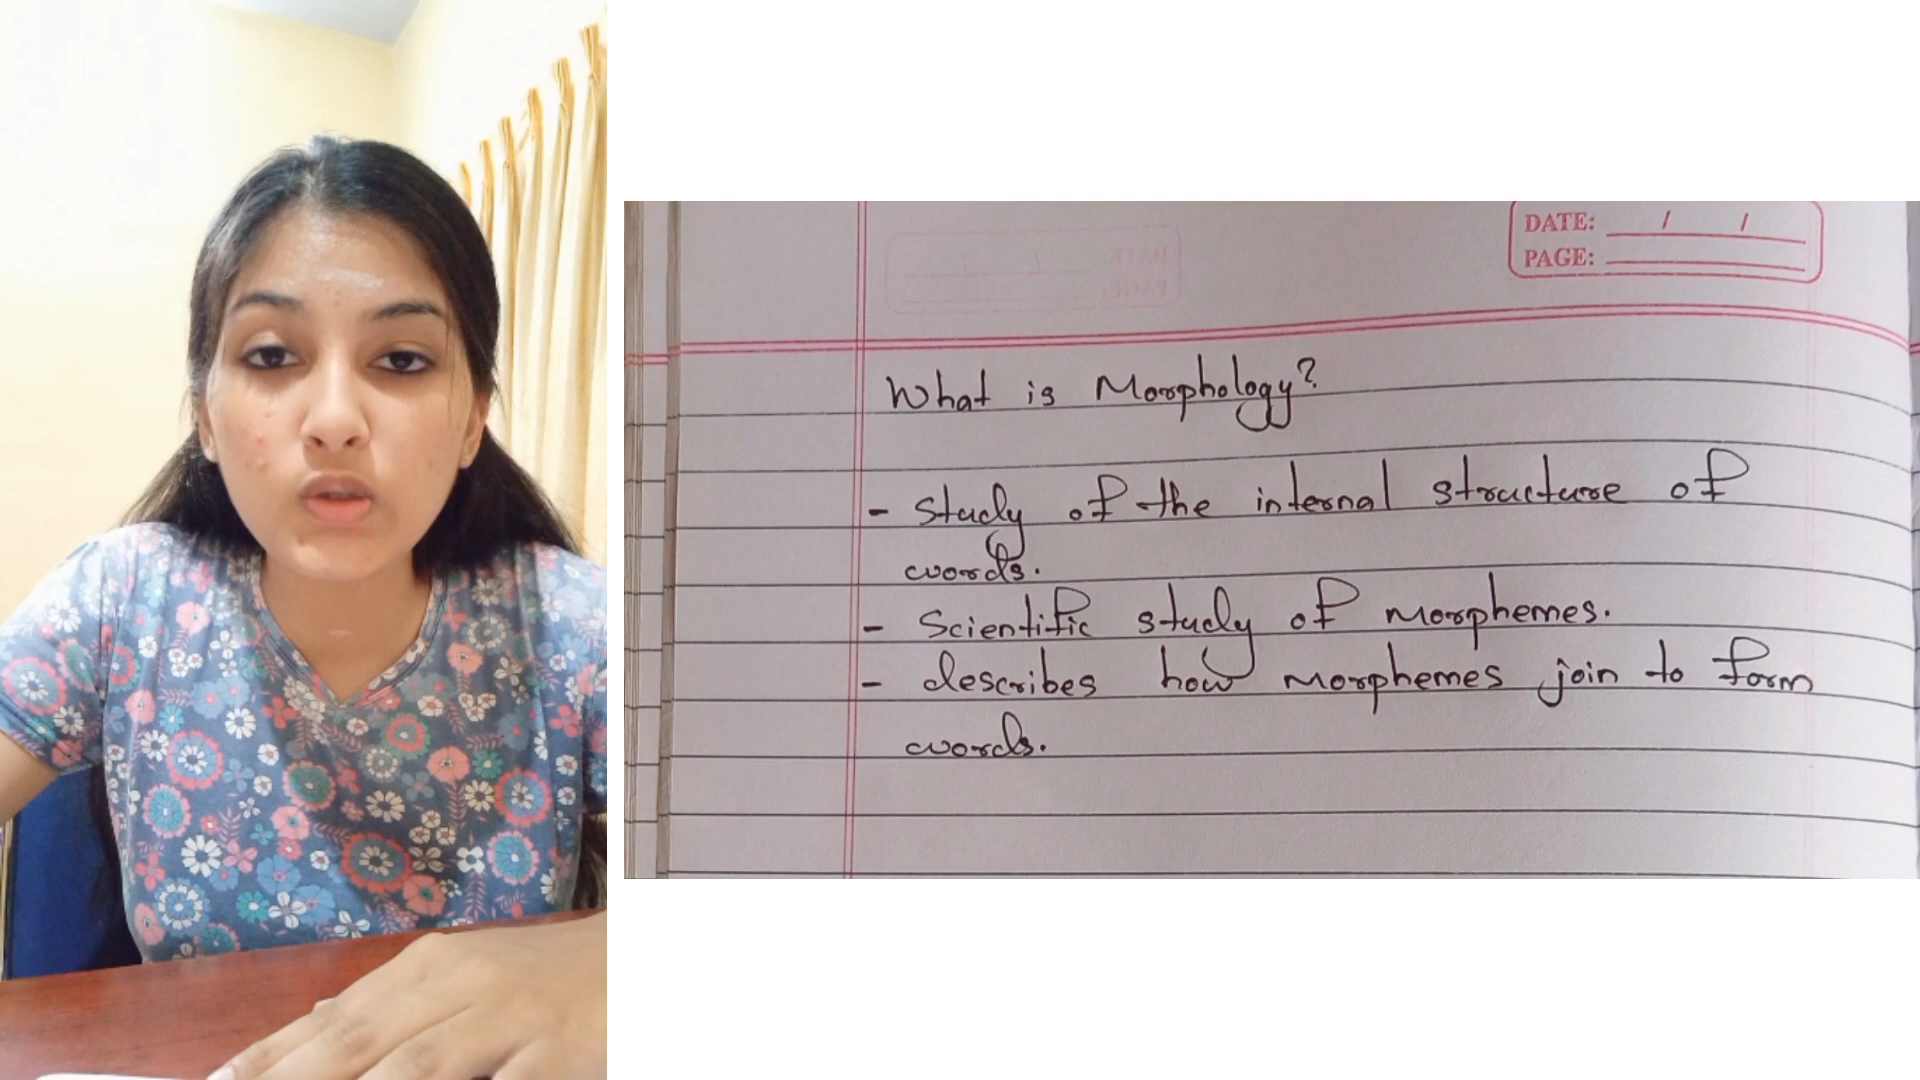 DATE: / /
PAGE:
What is Morphology?
- study of the internal structure of
words.
- Scientific study of morphemes.
- describes how morphemes join to form
words.